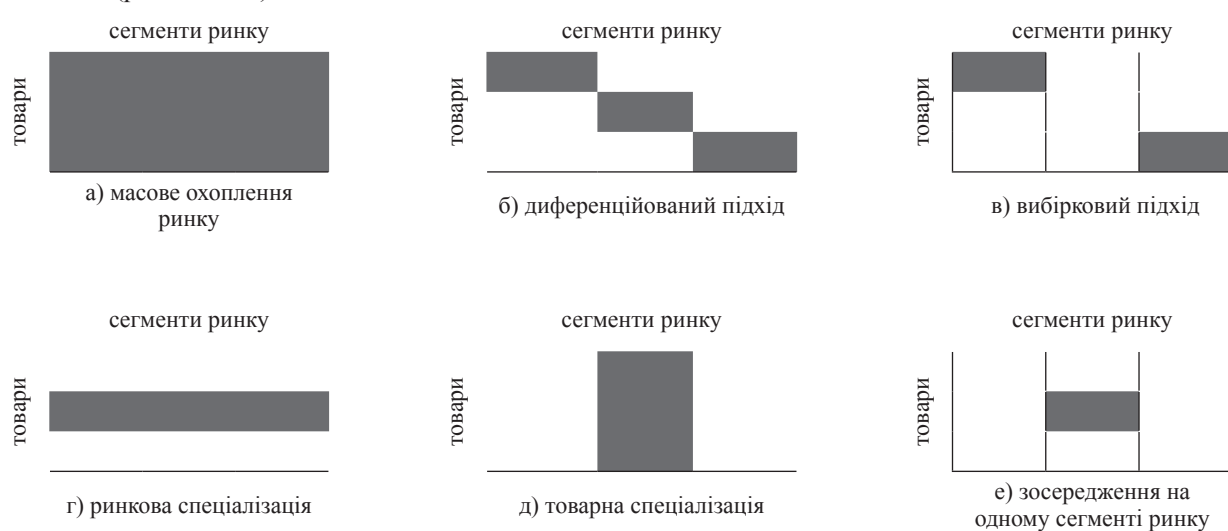 сегменти ринку
товари
а) масове охоплення
ринку
сегменти ринку
товари
б) диференційований підхід
сегменти ринку
товари
в) вибірковий підхід
сегменти ринку
товари
г) ринкова спеціалізація
сегменти ринку
товари
д) товарна спеціалізація
сегменти ринку
товари
е) зосередження на
одному сегменті ринку